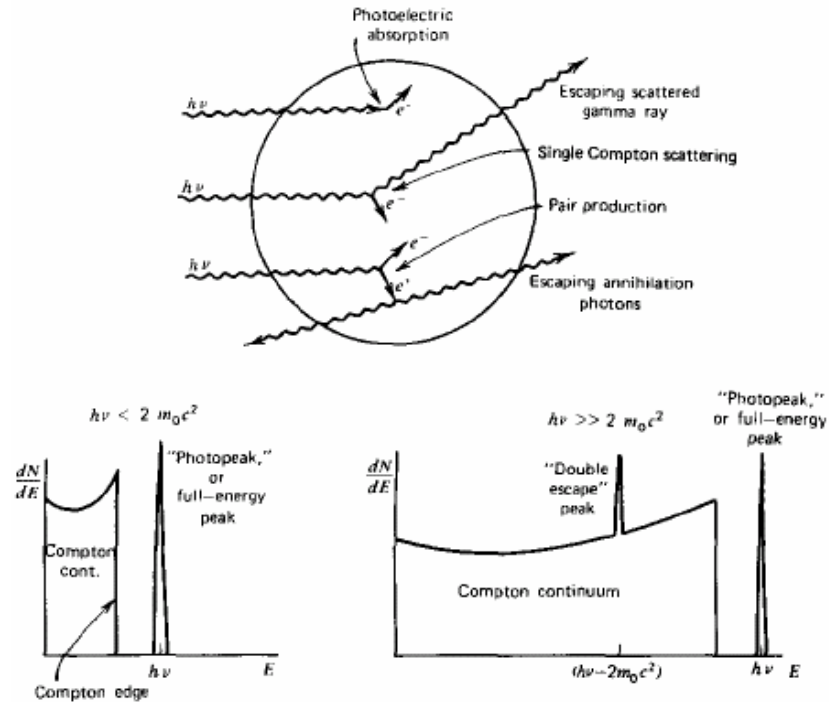 Photoelectric
absorption
hν
e⁻
Escaping scattered
gamma ray
Single Compton scattering
hν
e⁻
Pair production
hν
e⁻
e⁺
Escaping annihilation
photons
hν < 2 m₀c²
dN
dE
"Photopeak,"
or
full–energy
peak
Compton
cont.
hν
E
Compton edge
hν >> 2 m₀c²
"Photopeak,"
or full–energy
peak
dN
dE
"Double
escape"
peak
Compton continuum
(hν–2m₀c²)
hν
E